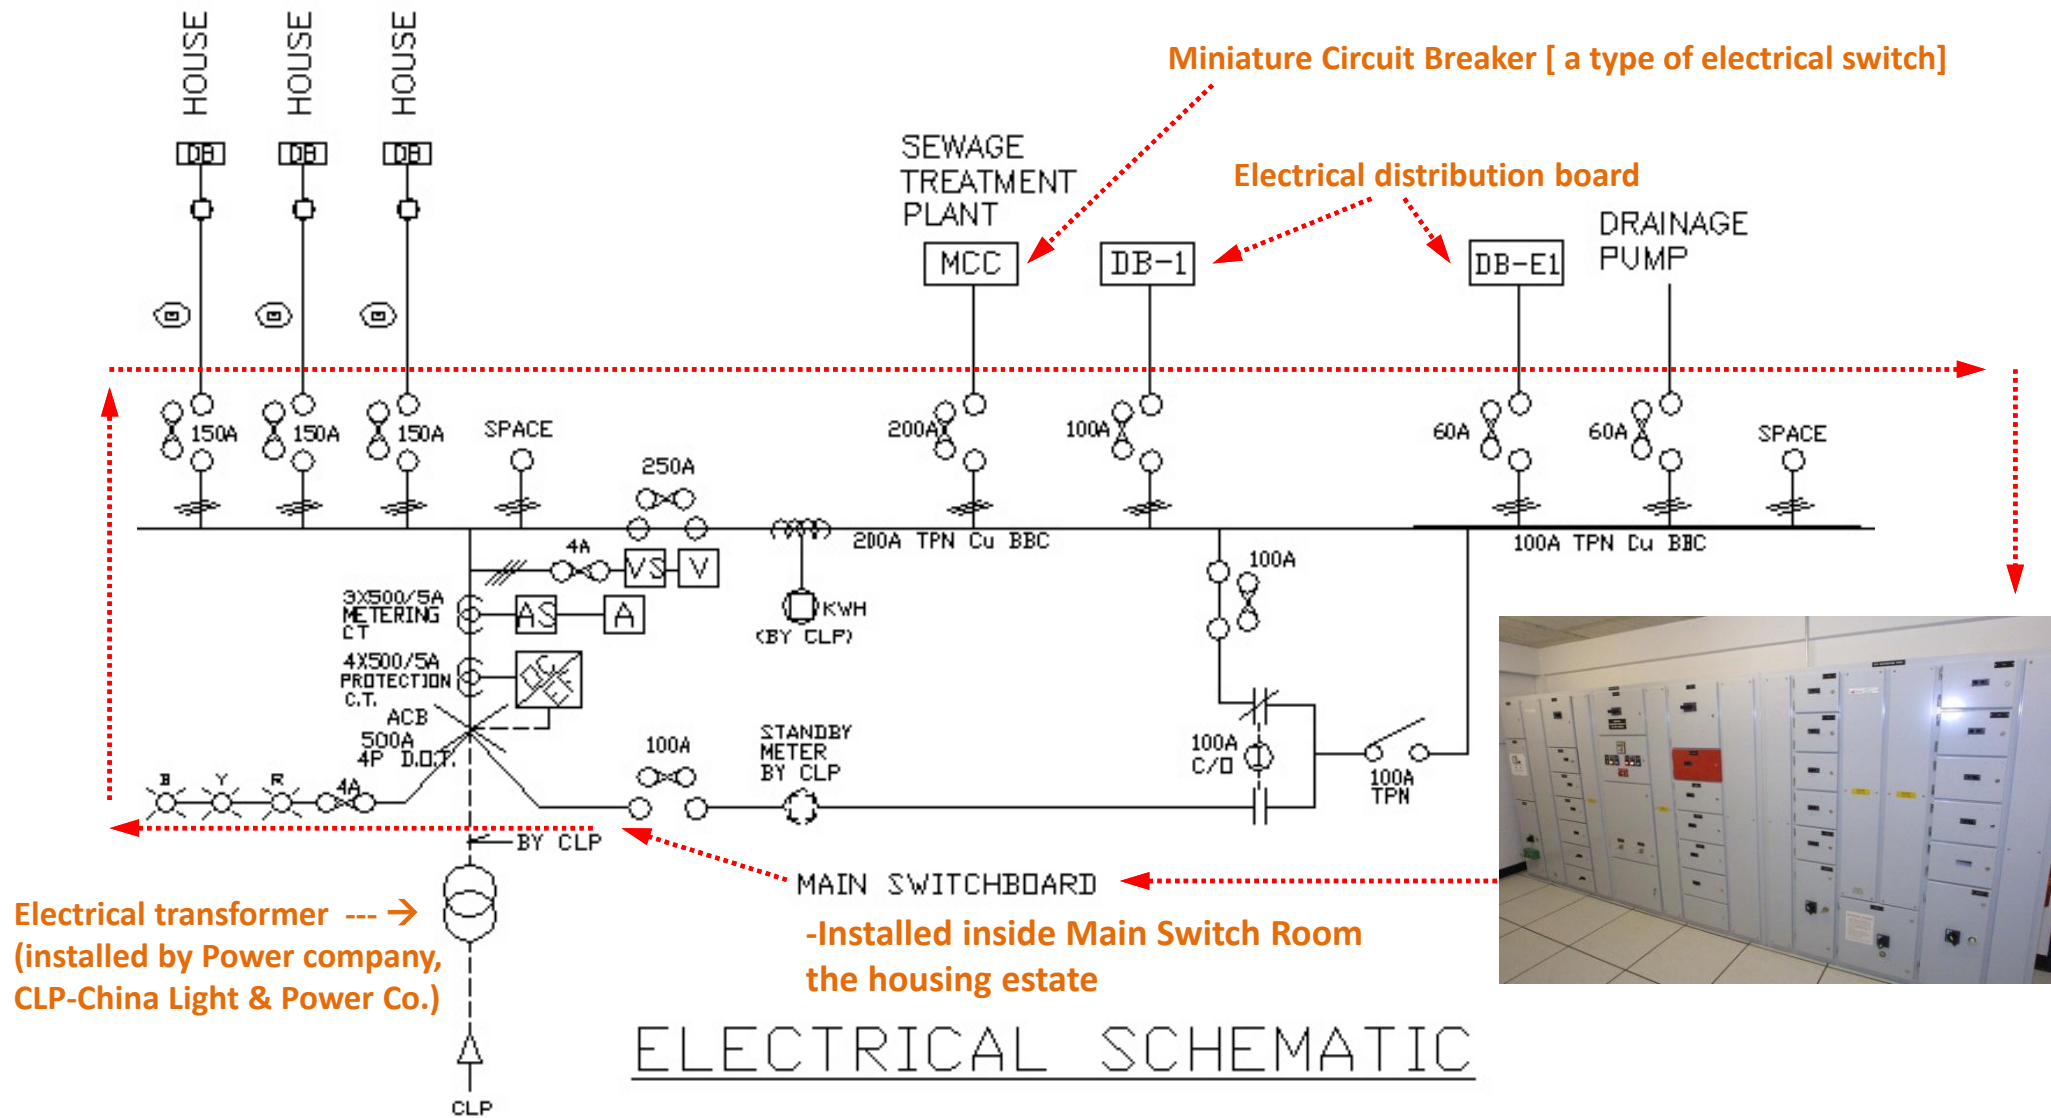 HOUSE
HOUSE
HOUSE
Miniature Circuit Breaker [ a type of electrical switch]
Electrical distribution board
SEWAGE
TREATMENT
PLANT
DRAINAGE
PUMP
DB
DB
DB
MCC
DB-1
DB-E1
150A
150A
150A
SPACE
250A
200A
100A
60A
60A
SPACE
200A TPN Cu BBC
100A TPN Cu BBC
4A
VS
V
3X500/5A
METERING
CT
AS
A
KWH
(BY CLP)
100A
4X500/5A
PROTECTION
C.T.
OC
EF
ACB
500A
4P D.O.T.
100A
STANDBY
METER
BY CLP
100A
C/O
100A
TPN
B
Y
R
4A
BY CLP
MAIN SWITCHBOARD
-Installed inside Main Switch Room
the housing estate
Electrical transformer --- →
(installed by Power company,
CLP-China Light & Power Co.)
ELECTRICAL SCHEMATIC
CLP